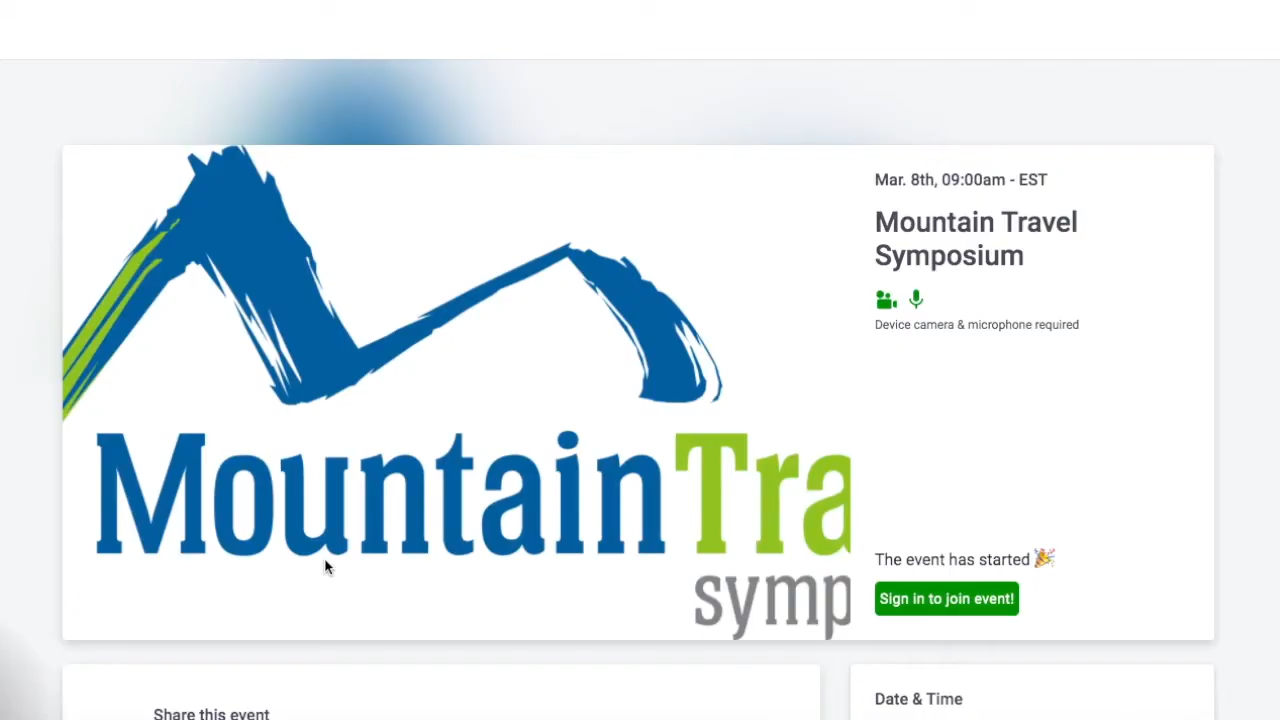 Mar. 8th, 09:00am - EST
Mountain Travel
Symposium
Device camera & microphone required
MountainTra
symp
The event has started 🎉
Sign in to join event!
Share this event
Date & Time